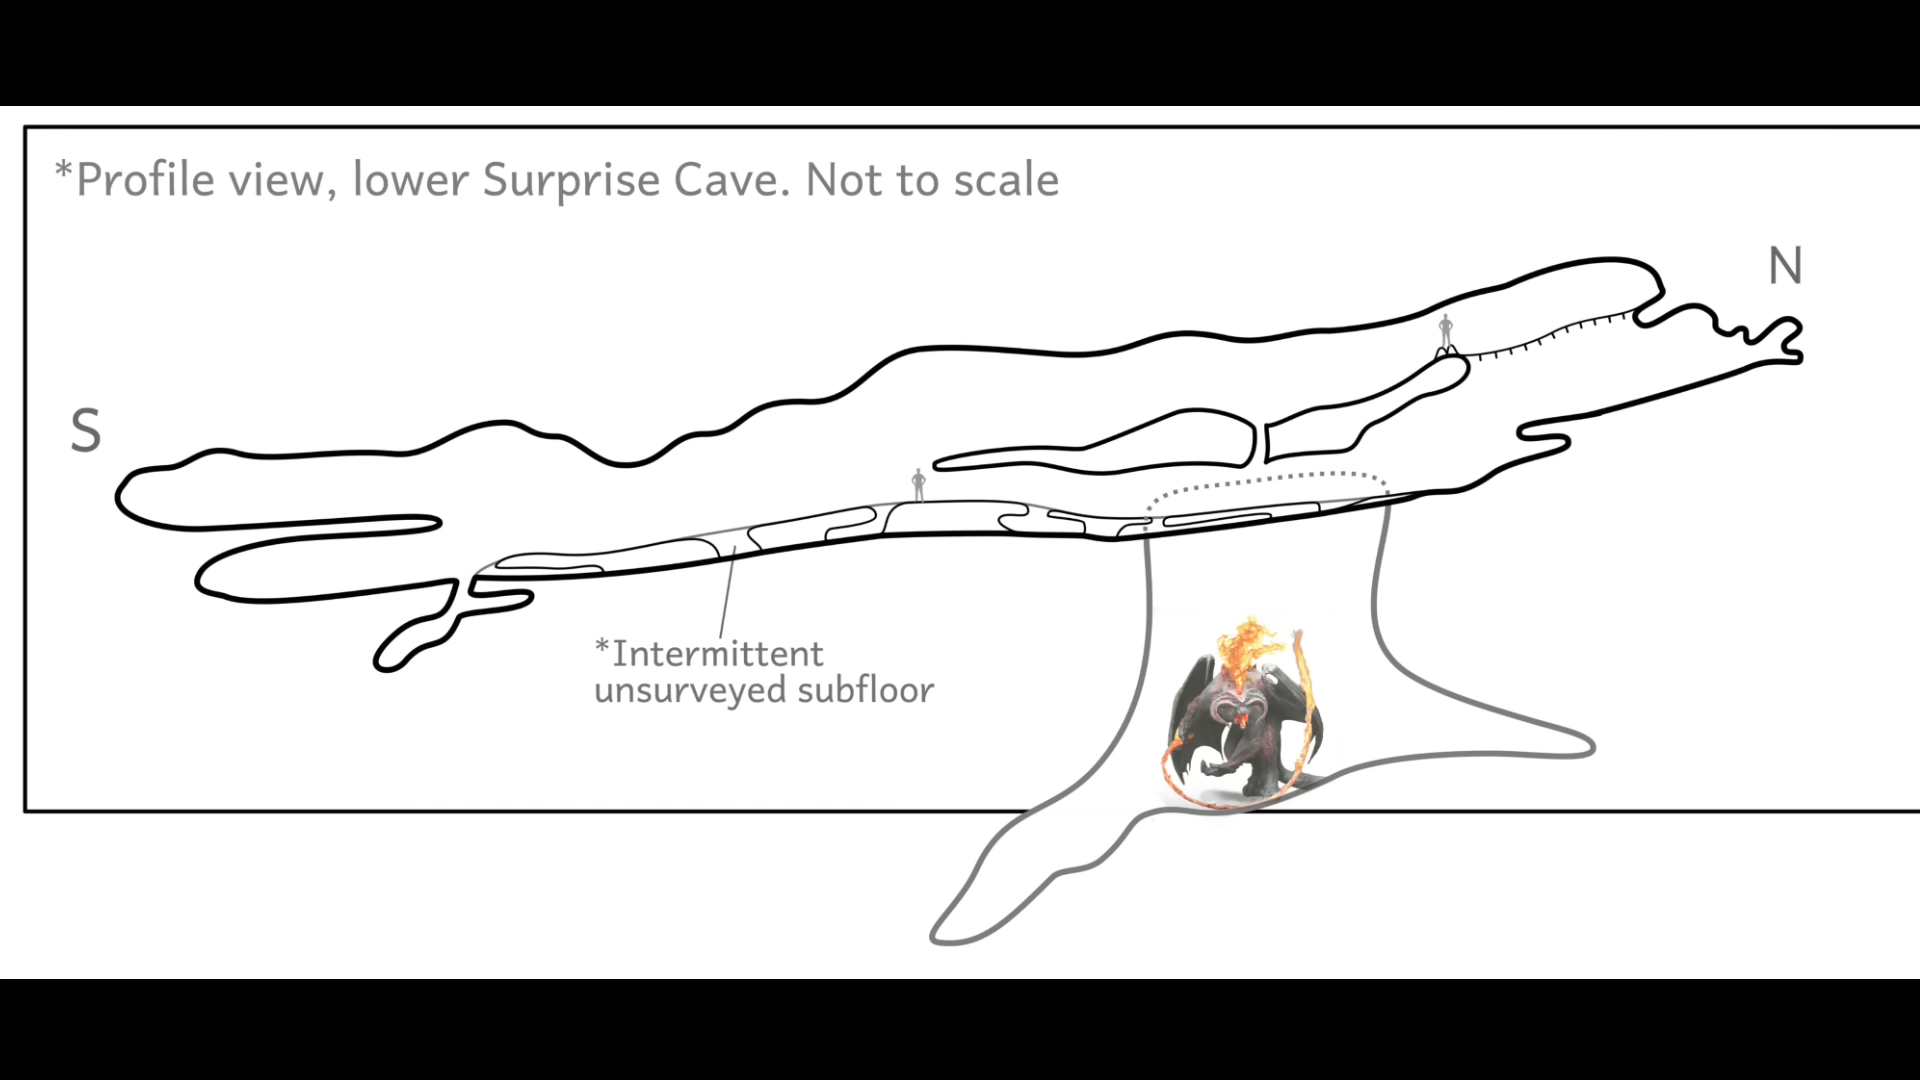 *Profile view, lower Surprise Cave. Not to scale
N
S
*Intermittent
unsurveyed subfloor